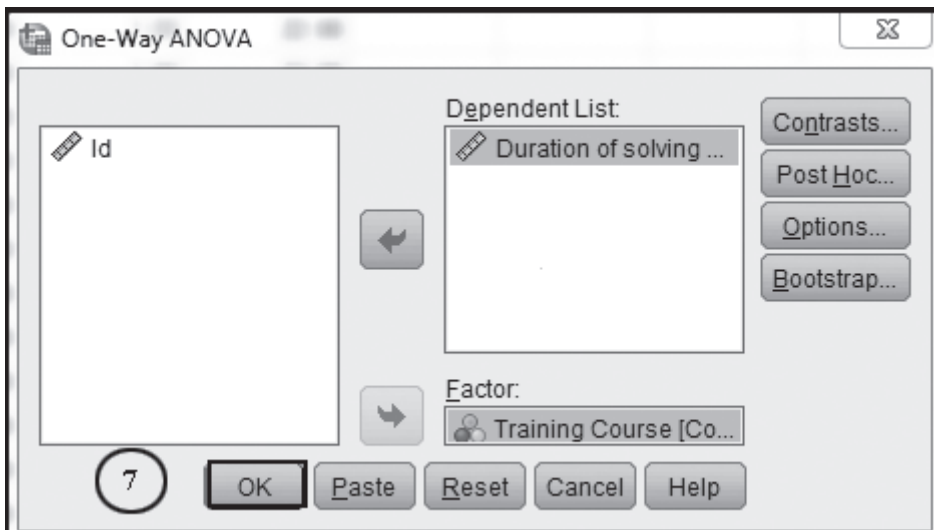 One-Way ANOVA
Id
Dependent List:
Duration of solving ...
Factor:
Training Course [Co...
Contrasts...
Post Hoc...
Options...
Bootstrap...
7
OK
Paste
Reset
Cancel
Help